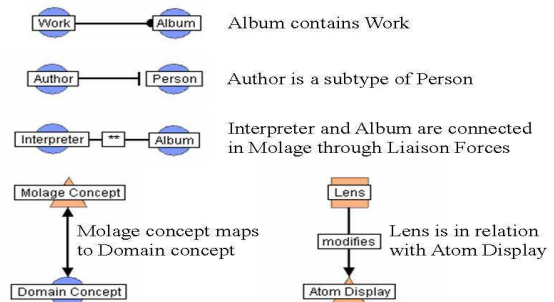 Work Album Album contains Work
Author Person Author is a subtype of Person
Interpreter ** Album Interpreter and Album are connected
in Molage through Liaison Forces
Molage Concept
Molage concept maps
to Domain concept
Domain Concept
Lens
modifies
Lens is in relation
with Atom Display
Atom Display